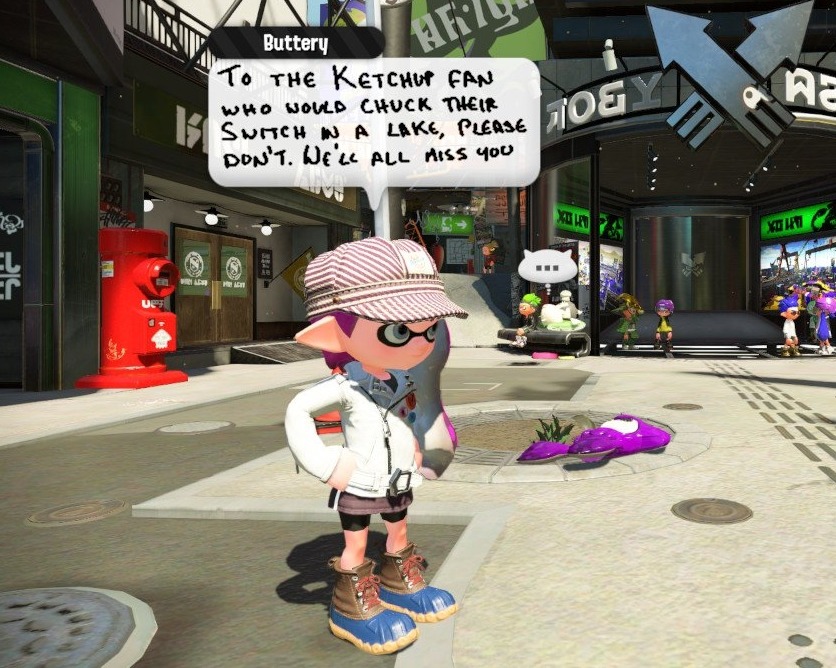 Buttery
TO THE KETCHUP FAN
WHO WOULD CHUCK THEIR
SWITCH IN A LAKE, PLEASE
DON'T. WE'LL ALL MISS YOU
...